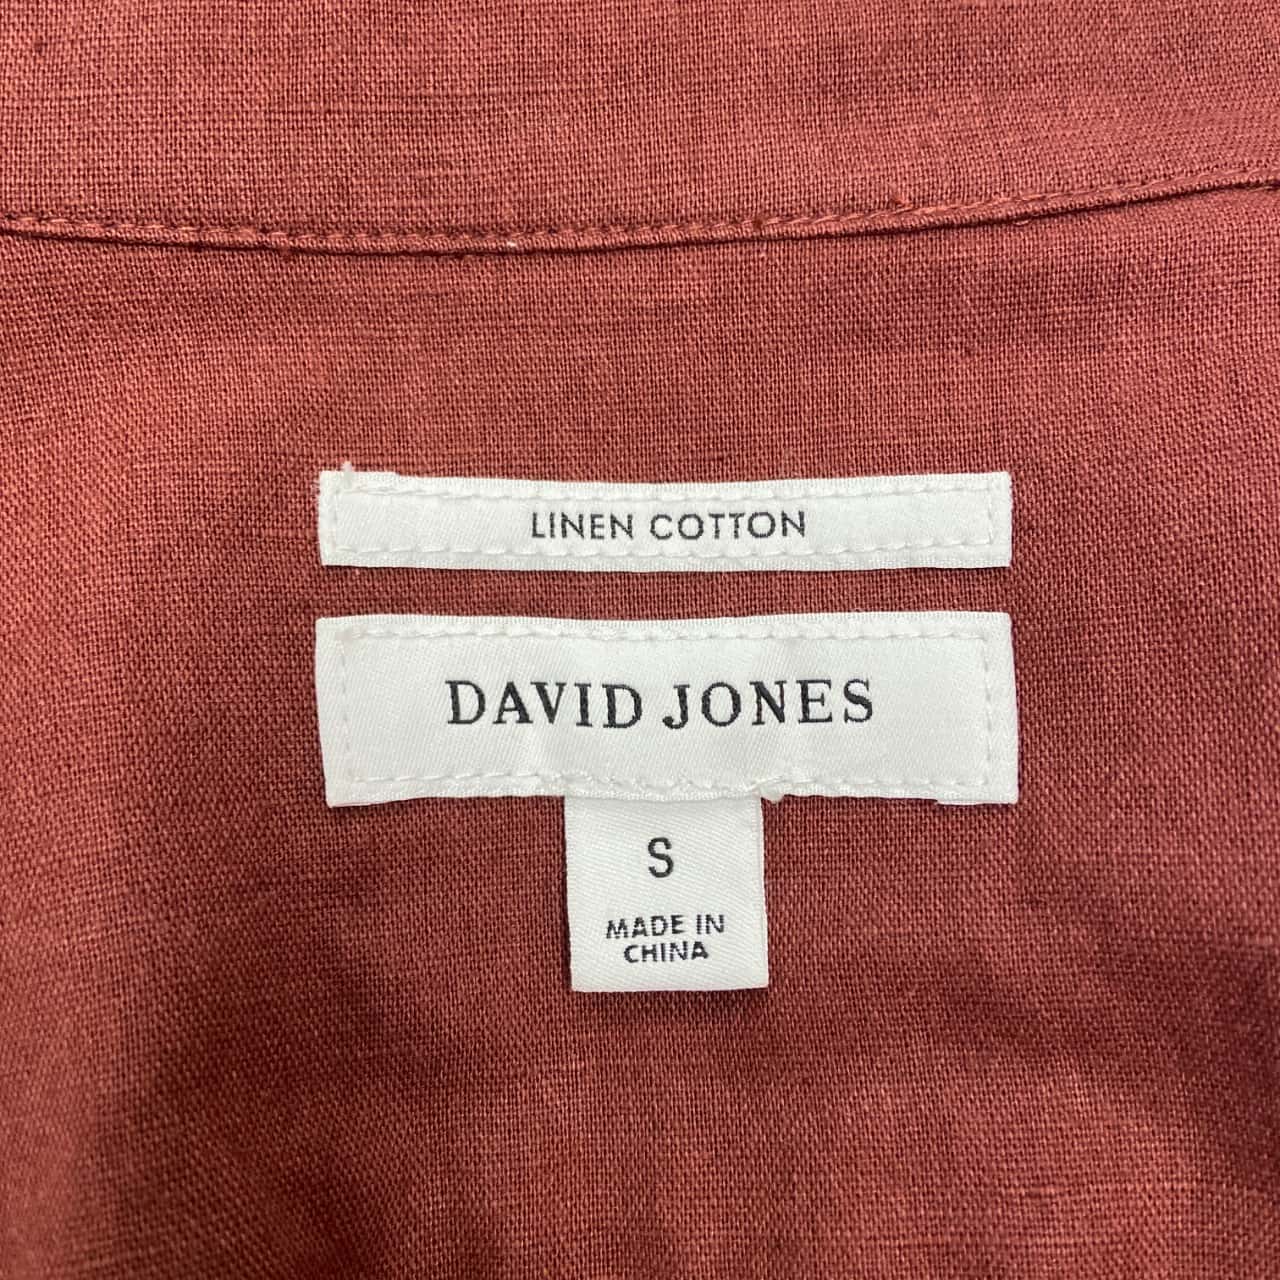 LINEN COTTON
DAVID JONES
S
MADE IN
CHINA